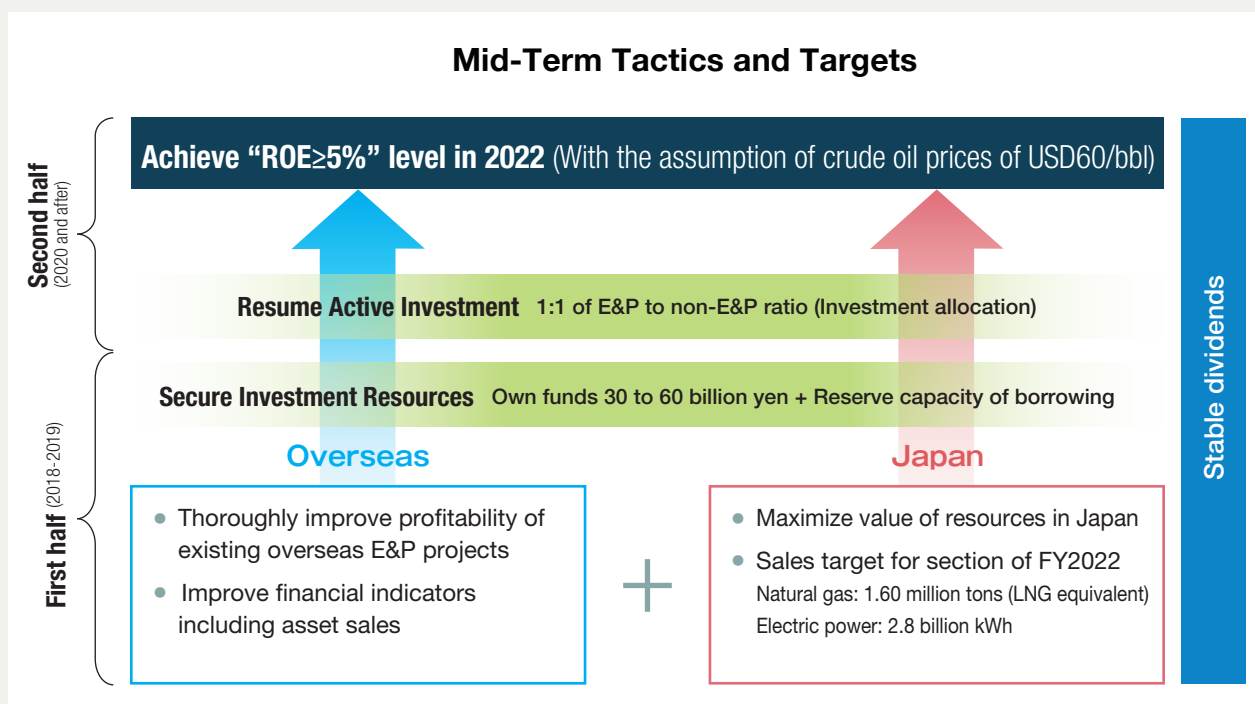 Mid-Term Tactics and Targets
Second half
(2020 and after)
Achieve “ROE≥5%” level in 2022 (With the assumption of crude oil prices of USD60/bbl)
Resume Active Investment 1:1 of E&P to non-E&P ratio (Investment allocation)
First half (2018-2019)
Secure Investment Resources Own funds 30 to 60 billion yen + Reserve capacity of borrowing
Overseas
• Thoroughly improve profitability of
existing overseas E&P projects
• Improve financial indicators
including asset sales
+
Japan
• Maximize value of resources in Japan
• Sales target for section of FY2022
Natural gas: 1.60 million tons (LNG equivalent)
Electric power: 2.8 billion kWh
Stable dividends